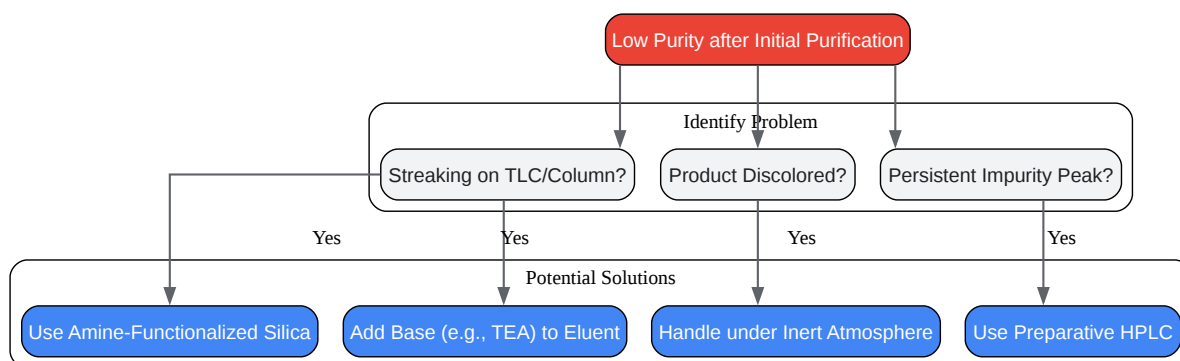 Low Purity after Initial Purification
Identify Problem
Streaking on TLC/Column?
Product Discolored?
Persistent Impurity Peak?
Yes
Yes
Yes
Yes
Potential Solutions
Use Amine-Functionalized Silica
Add Base (e.g., TEA) to Eluent
Handle under Inert Atmosphere
Use Preparative HPLC